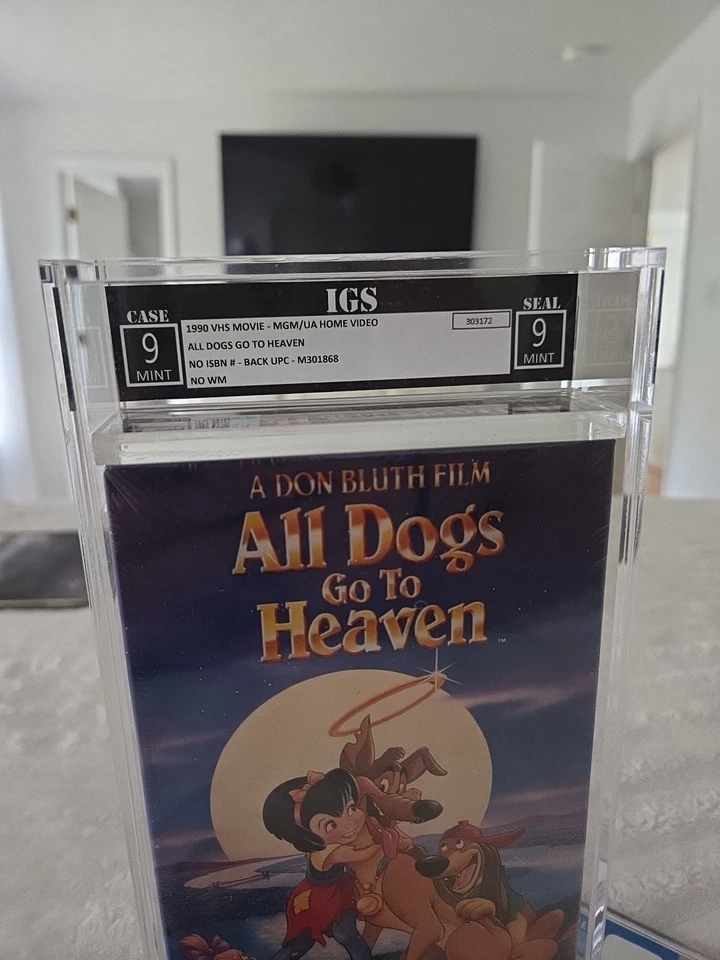 IGS
CASE
9
MINT
1990 VHS MOVIE - MGM/UA HOME VIDEO
303172
ALL DOGS GO TO HEAVEN
NO ISBN # - BACK UPC - M301868
NO WM
SEAL
9
MINT
A DON BLUTH FILM
All Dogs
Go To
Heaven
™